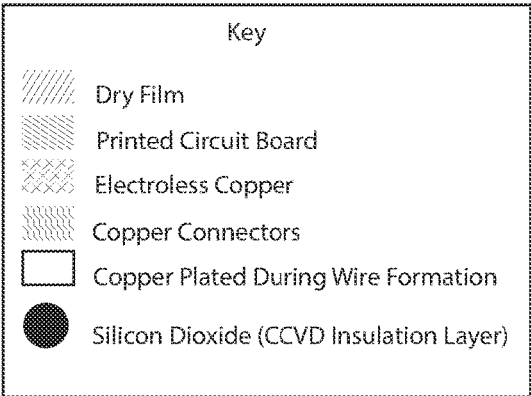 Key
Dry Film
Printed Circuit Board
Electroless Copper
Copper Connectors
Copper Plated During Wire Formation
Silicon Dioxide (CCVD Insulation Layer)